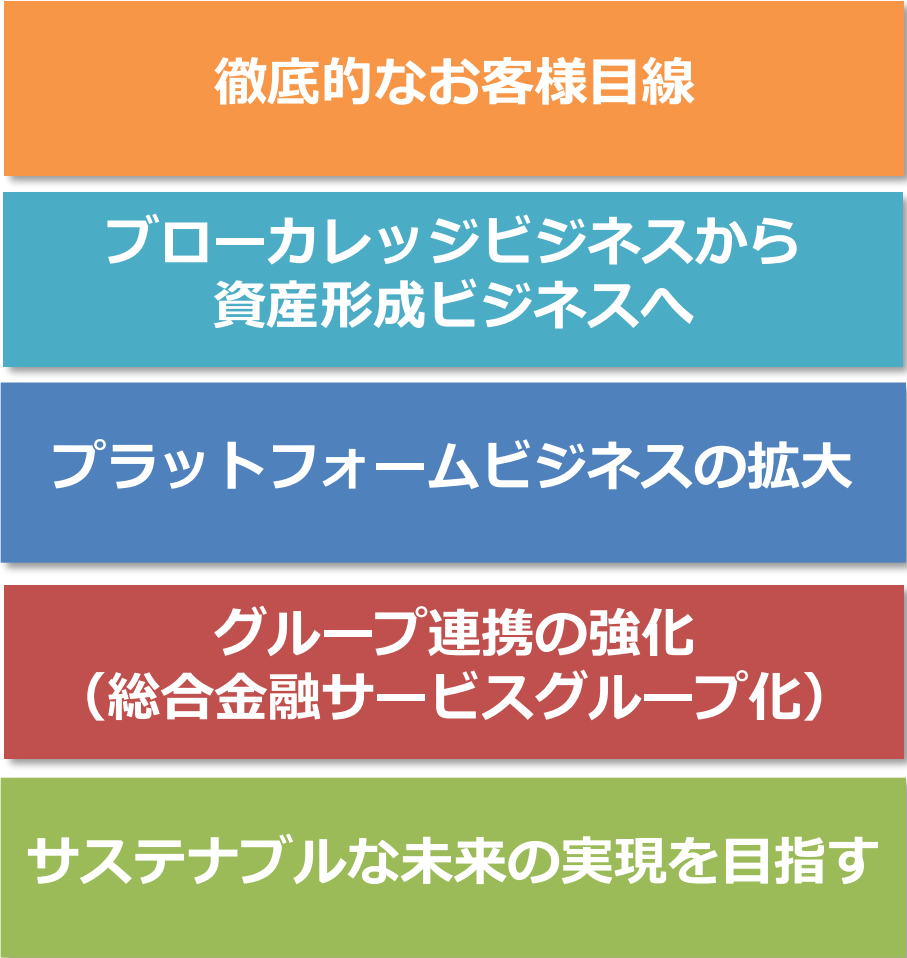 徹底的なお客様目線
ブローカレッジビジネスから
資産形成ビジネスへ
プラットフォームビジネスの拡大
グループ連携の強化
（総合金融サービスグループ化）
サステナブルな未来の実現を目指す